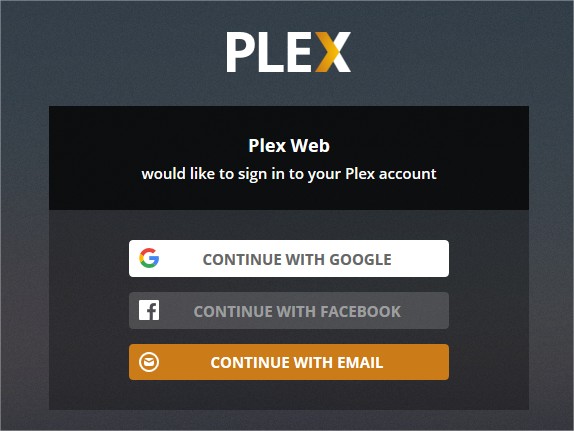 PLEX
Plex Web
would like to sign in to your Plex account
CONTINUE WITH GOOGLE
CONTINUE WITH FACEBOOK
CONTINUE WITH EMAIL